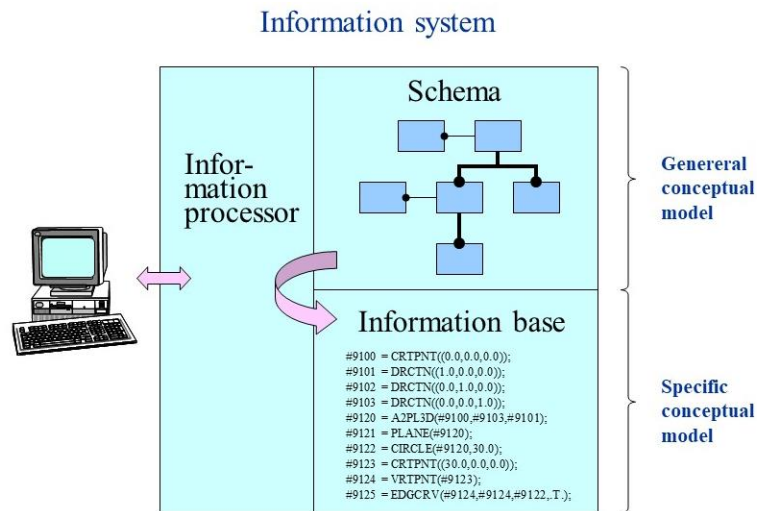 Information system
Schema
Infor-
mation
processor
Genereral
conceptual
model
Information base
#9100 = CRTPNT((0.0,0.0,0.0));
#9101 = DRCTN((1.0,0.0,0.0));
#9102 = DRCTN((0.0,1.0,0.0));
#9103 = DRCTN((0.0,0.0,1.0));
#9120 = A2PL3D(#9100,#9103,#9101);
#9121 = PLANE(#9120);
#9122 = CIRCLE(#9120,30.0);
#9123 = CRTPNT((30.0,0.0,0.0));
#9124 = VRTPNT(#9123);
#9125 = EDGCRV(#9124,#9124,#9122,.T.);
Specific
conceptual
model